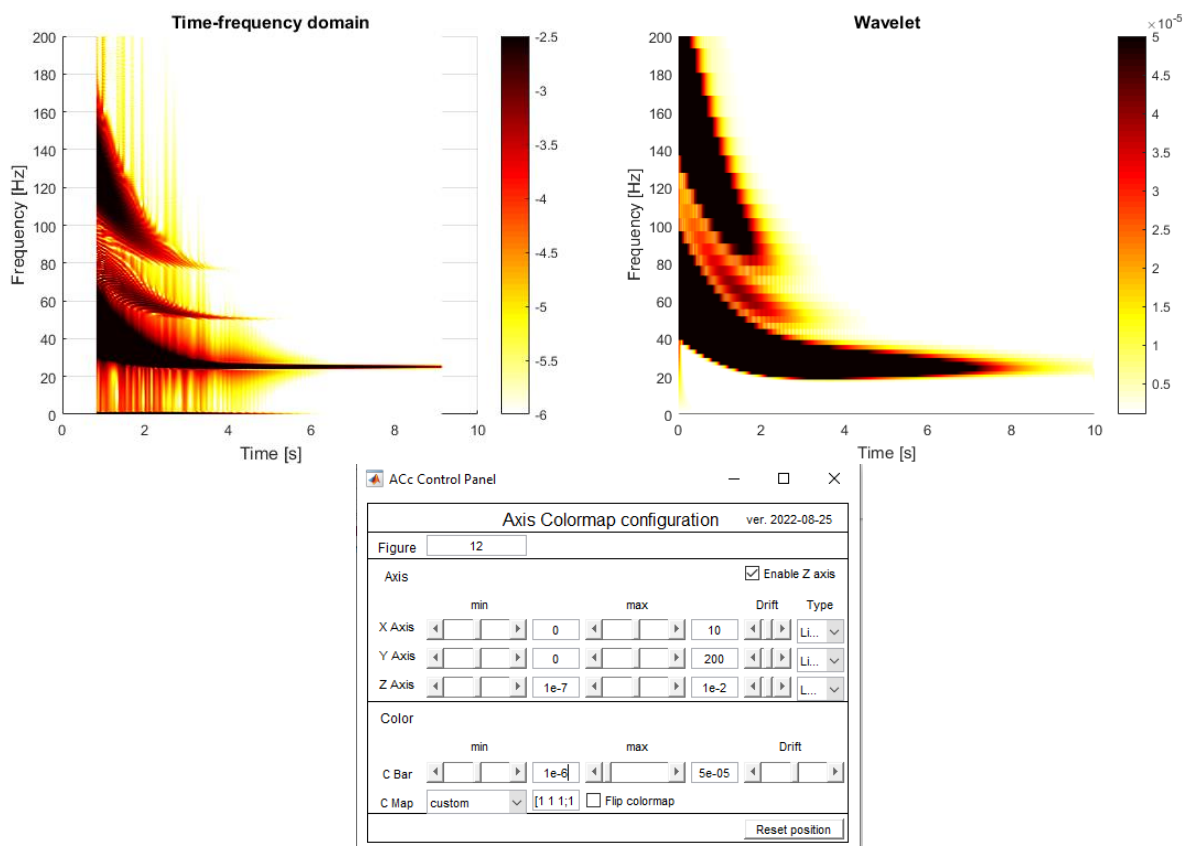 Time-frequency domain
200
180
160
140
120
100
80
60
40
20
0
Frequency [Hz]
0 2 4 6 8 10
Time [s]
-2.5
-3
-3.5
-4
-4.5
-5
-5.5
-6
Wavelet
200
180
160
140
120
100
80
60
40
20
0
Frequency [Hz]
0 2 4 6 8 10
Time [s]
×10⁻⁵
5
4.5
4
3.5
3
2.5
2
1.5
1
0.5
ACc Control Panel
Axis Colormap configuration ver. 2022-08-25
Figure 12
Axis Enable Z axis
min max Drift Type
X Axis 0 10 Li...
Y Axis 0 200 Li...
Z Axis 1e-7 1e-2 L...
Color
min max Drift
C Bar 1e-6 5e-05
C Map custom [1 1 1;1 Flip colormap
Reset position